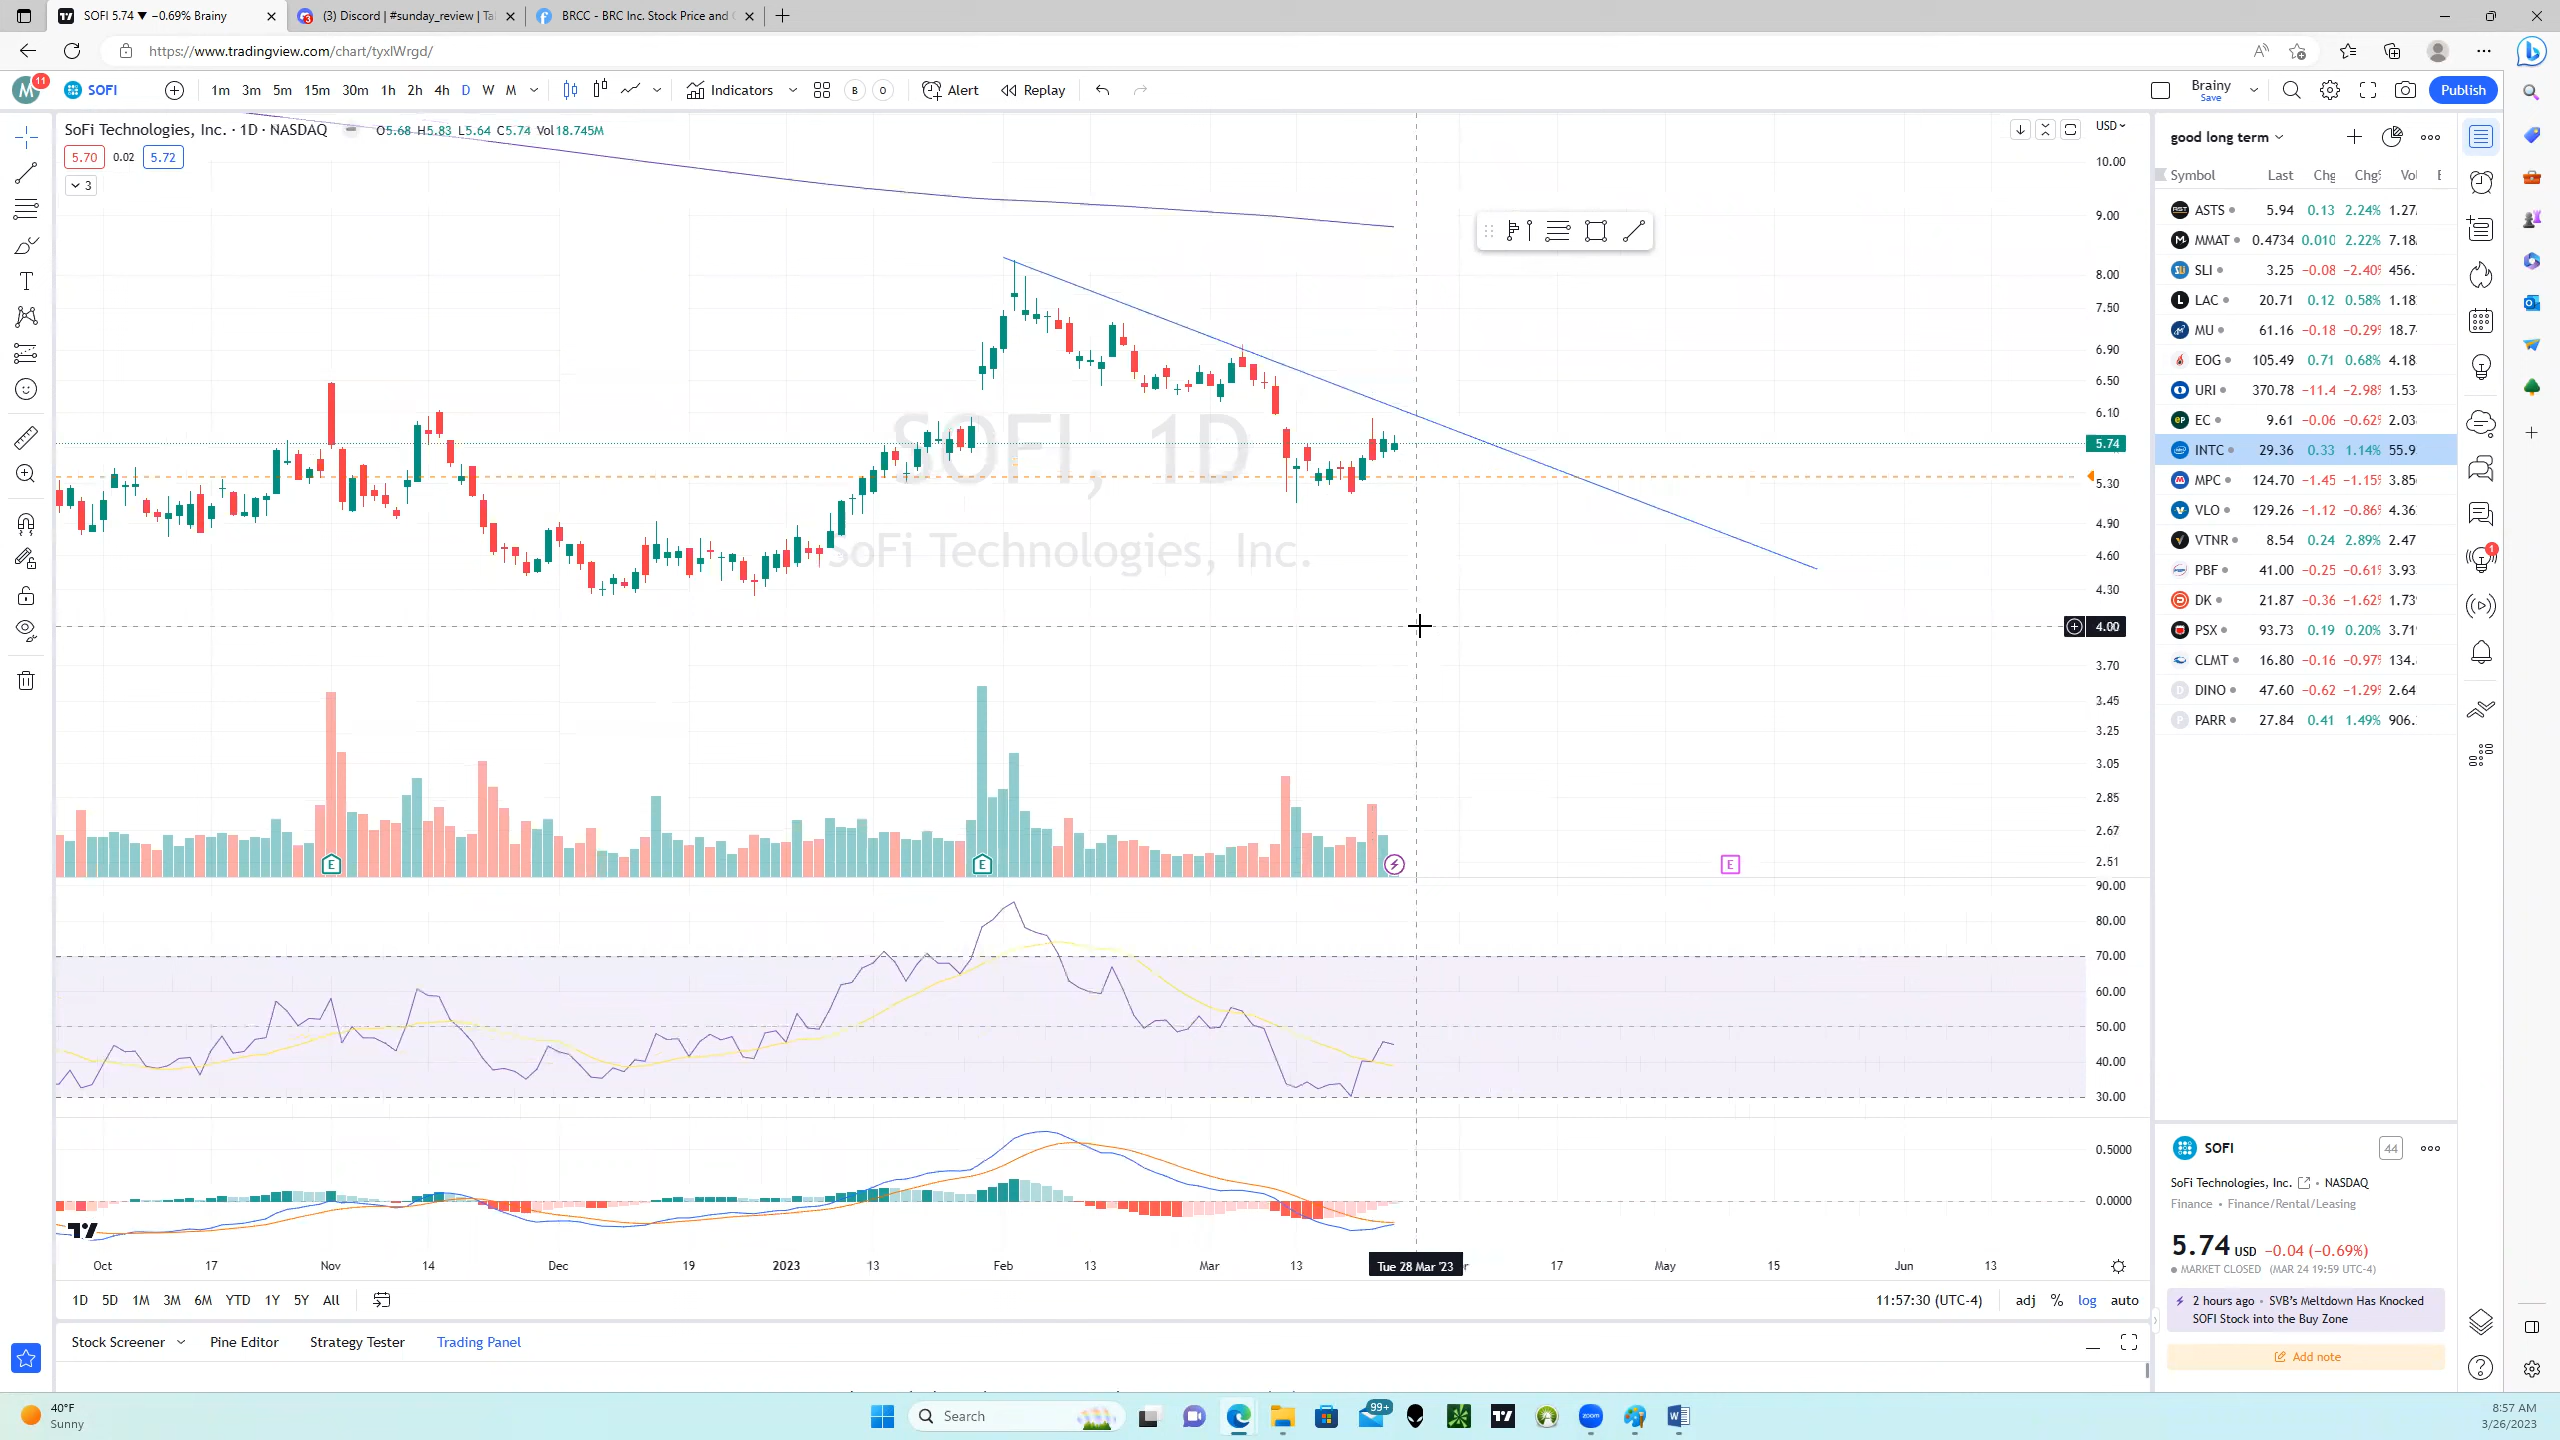 SOFI 5.74 ▼ −0.69% Brainy
(3) Discord | #sunday_review | Tal
BRCC - BRC Inc. Stock Price and
https://www.tradingview.com/chart/tyxlWrgd/
M 11 SOFI 1m 3m 5m 15m 30m 1h 2h 4h D W M Indicators B O Alert Replay Brainy Save Publish
SoFi Technologies, Inc. · 1D · NASDAQ O5.68 H5.83 L5.64 C5.74 Vol18.745M
5.70 0.02 5.72
3
SOFI, 1D
SoFi Technologies, Inc.
USD
10.00
9.00
8.00
7.50
6.90
6.50
6.10
5.74
5.30
4.90
4.60
4.30
4.00
3.70
3.45
3.25
3.05
2.85
2.67
2.51
E E E
90.00
80.00
70.00
60.00
50.00
40.00
30.00
0.5000
0.0000
Oct 17 Nov 14 Dec 19 2023 13 Feb 13 Mar 13 Tue 28 Mar '23 17 May 15 Jun 13
1D 5D 1M 3M 6M YTD 1Y 5Y All
11:57:30 (UTC-4) adj % log auto
Stock Screener Pine Editor Strategy Tester Trading Panel
good long term
Symbol Last Chg Chg% Vol
ASTS 5.94 0.13 2.24% 1.27
MMAT 0.4734 0.010 2.22% 7.18
SLI 3.25 −0.08 −2.40% 456.
LAC 20.71 0.12 0.58% 1.18
MU 61.16 −0.18 −0.29% 18.7
EOG 105.49 0.71 0.68% 4.18
URI 370.78 −11.4 −2.98% 1.53
EC 9.61 −0.06 −0.62% 2.03
INTC 29.36 0.33 1.14% 55.9
MPC 124.70 −1.45 −1.15% 3.85
VLO 129.26 −1.12 −0.86% 4.36
VTNR 8.54 0.24 2.89% 2.47
PBF 41.00 −0.25 −0.61% 3.93
DK 21.87 −0.36 −1.62% 1.73
PSX 93.73 0.19 0.20% 3.71
CLMT 16.80 −0.16 −0.97% 134.
DINO 47.60 −0.62 −1.29% 2.64
PARR 27.84 0.41 1.49% 906.
SOFI 44
SoFi Technologies, Inc. • NASDAQ
Finance • Finance/Rental/Leasing
5.74 USD −0.04 (−0.69%)
MARKET CLOSED (MAR 24 19:59 UTC-4)
2 hours ago • SVB's Meltdown Has Knocked
SOFI Stock into the Buy Zone
Add note
40°F
Sunny
Search
99+
zoom
8:57 AM
3/26/2023